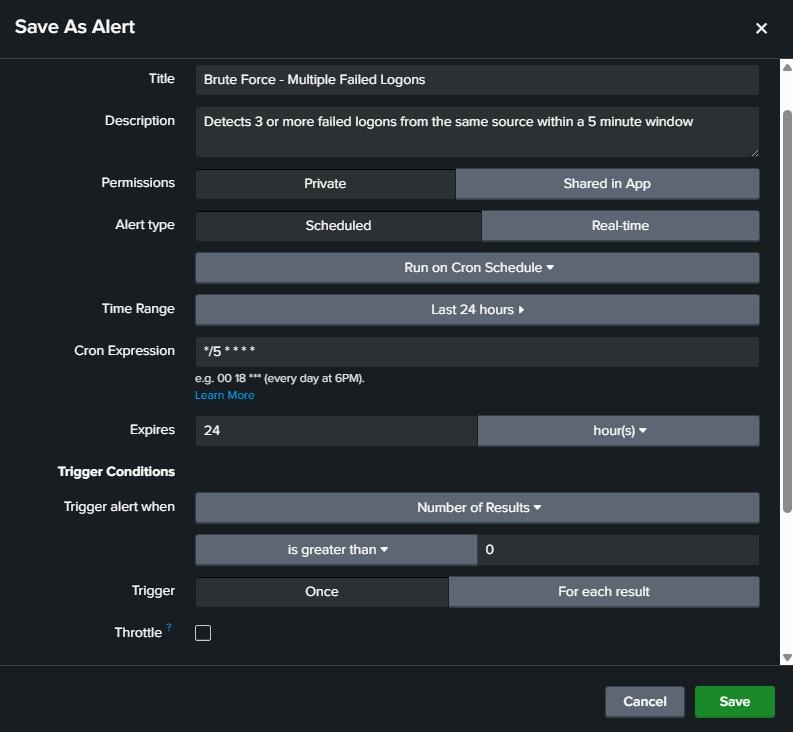 Save As Alert
Title Brute Force - Multiple Failed Logons
Description Detects 3 or more failed logons from the same source within a 5 minute window
Permissions Private Shared in App
Alert type Scheduled Real-time
Run on Cron Schedule
Time Range Last 24 hours
Cron Expression */5 * * * *
e.g. 00 18 *** (every day at 6PM).
Learn More
Expires 24 hour(s)
Trigger Conditions
Trigger alert when Number of Results
is greater than 0
Trigger Once For each result
Throttle ?
Cancel Save